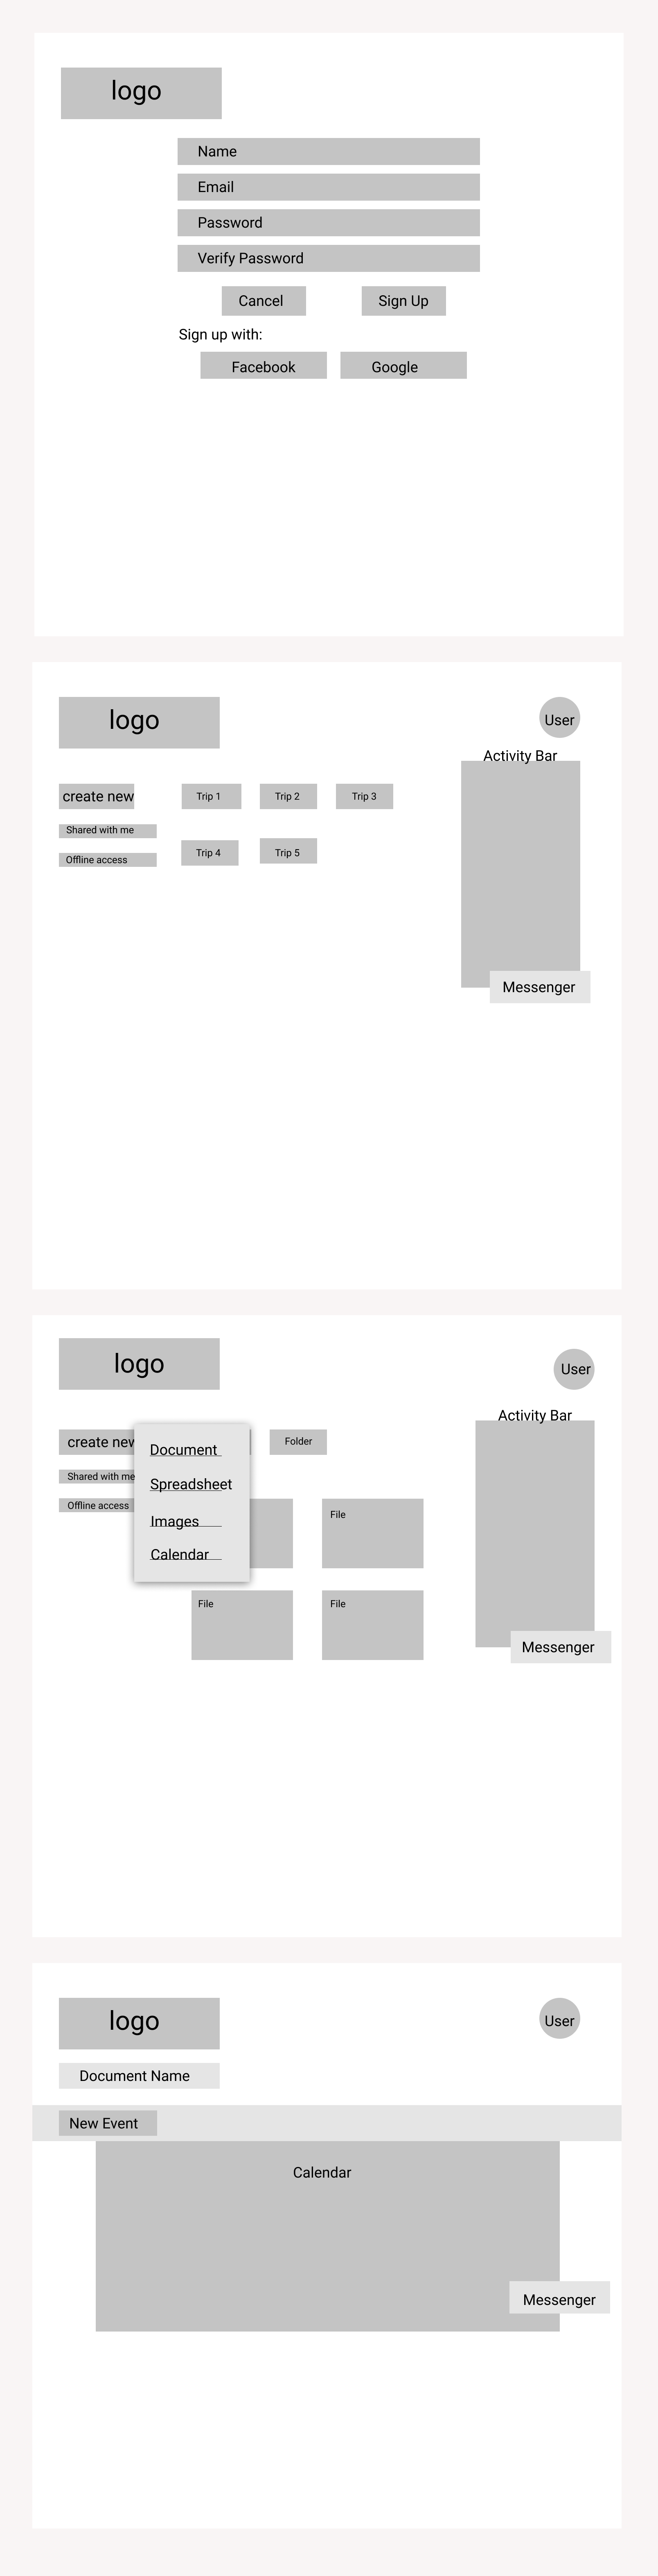 logo
Name
Email
Password
Verify Password
Cancel Sign Up
Sign up with:
Facebook Google
logo
User
Activity Bar
create new Trip 1 Trip 2 Trip 3
Shared with me
Offline access Trip 4 Trip 5
Messenger
logo
User
Activity Bar
create new Folder
Document
Shared with me
Spreadsheet
Offline access
File
Images
Calendar
File File
Messenger
logo
User
Document Name
New Event
Calendar
Messenger